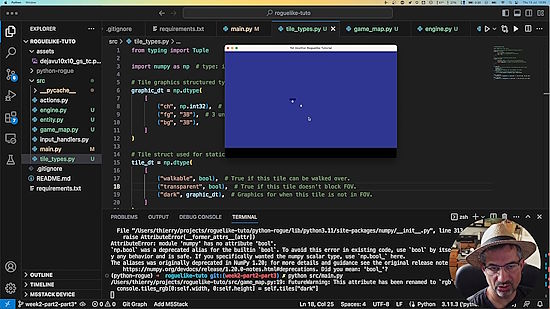 Python Window
roguelike-tuto
EXPLORER
ROGUELIKE-TUTO
assets
dejavu10x10_gs_tc.p...
python-rogue
src
__pycache__
actions.py
engine.py U
entity.py U
game_map.py U
input_handlers.py
main.py M
tile_types.py U
.gitignore
README.md
requirements.txt
OUTLINE
TIMELINE
MSSTACK DEVICE
.gitignore
requirements.txt
main.py M
tile_types.py U
game_map.py U
engine.py U
src > tile_types.py > ...
from typing import Tuple
import numpy as np # type: i
# Tile graphics structured ty
graphic_dt = np.dtype(
[
("ch", np.int32), #
("fg", "3B"), # 3 un
("bg", "3B"),
]
)
# Tile struct used for static
tile_dt = np.dtype(
[
("walkable", bool), # True if this tile can be walked over.
18 ("transparent", bool), # True if this tile doesn't block FOV.
("dark", graphic_dt), # Graphics for when this tile is not in FOV.
Yet Another Roguelike Tutorial
PROBLEMS OUTPUT DEBUG CONSOLE TERMINAL
zsh
File "/Users/thierry/projects/roguelike-tuto/python-rogue/lib/python3.11/site-packages/numpy/__init__.py", line 313
raise AttributeError(__former_attrs__[attr])
AttributeError: module 'numpy' has no attribute 'bool'.
`np.bool` was a deprecated alias for the builtin `bool`. To avoid this error in existing code, use `bool` by itse
y any behavior and is safe. If you specifically wanted the numpy scalar type, use `np.bool_` here.
The aliases was originally deprecated in NumPy 1.20; for more details and guidance see the original release note
https://numpy.org/devdocs/release/1.20.0-notes.html#deprecations. Did you mean: 'bool_'?
(python-rogue) → roguelike-tuto git:(week2-part2-part3) ✗ python src/main.py
/Users/thierry/projects/roguelike-tuto/src/game_map.py:19: FutureWarning: This attribute has been renamed to `rgb`
console.tiles_rgb[0:self.width, 0:self.height] = self.tiles["dark"]
week2-part2-part3*
Git Graph
Add MSStack
Ln 18, Col 25
Spaces: 4
UTF-8
LF
Python
3.11.3